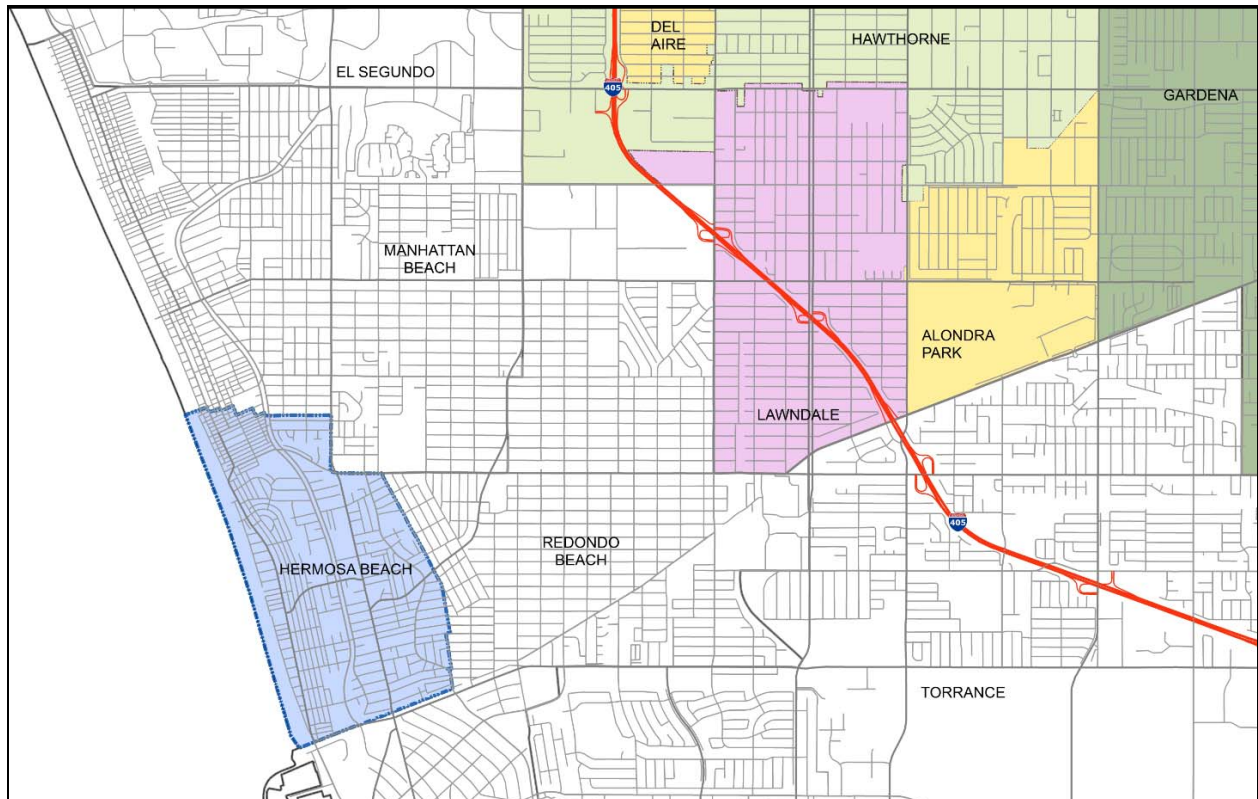 DEL
AIRE
HAWTHORNE
EL SEGUNDO
405
GARDENA
MANHATTAN
BEACH
ALONDRA
PARK
LAWNDALE
405
REDONDO
BEACH
HERMOSA BEACH
TORRANCE